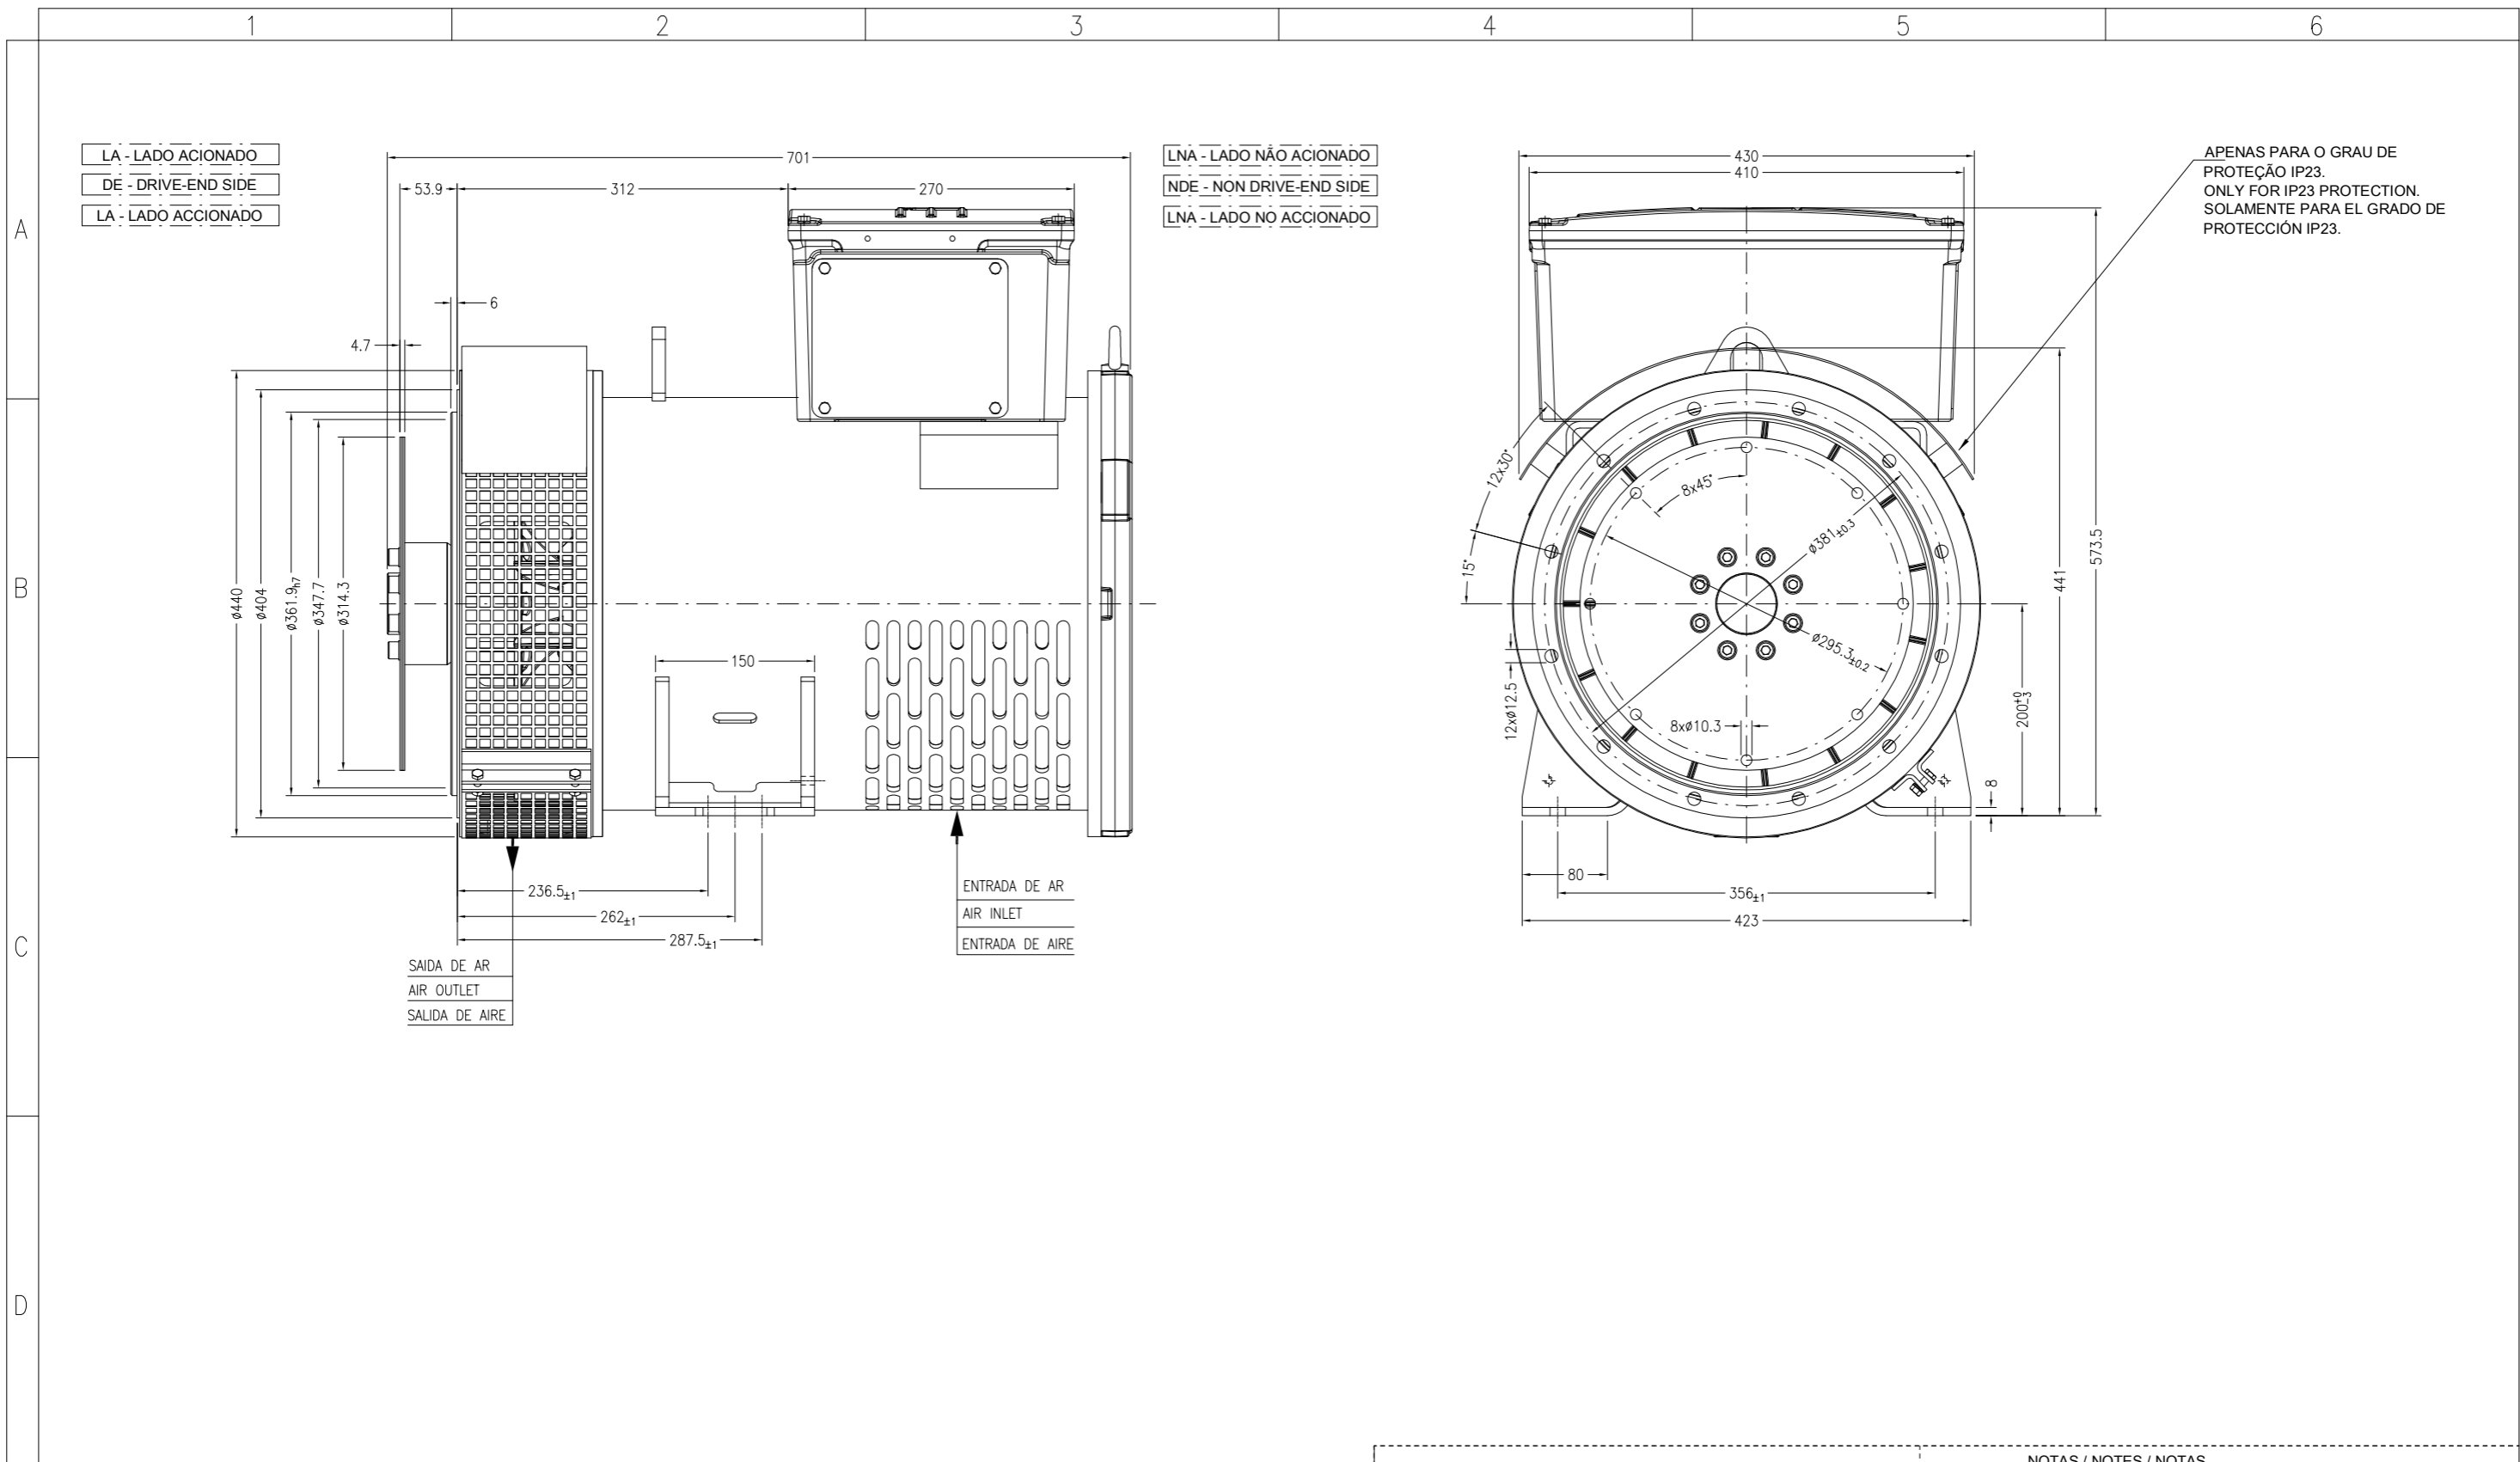 1 2 3 4 5 6
A
B
C
D
LA - LADO ACIONADO
DE - DRIVE-END SIDE
LA - LADO ACCIONADO
LNA - LADO NÃO ACIONADO
NDE - NON DRIVE-END SIDE
LNA - LADO NO ACCIONADO
701
53.9
312
270
6
4.7
ø440
ø404
ø361.9h7
ø347.7
ø314.3
150
236.5±1
262±1
287.5±1
SAIDA DE AR
AIR OUTLET
SALIDA DE AIRE
ENTRADA DE AR
AIR INLET
ENTRADA DE AIRE
430
410
APENAS PARA O GRAU DE
PROTEÇÃO IP23.
ONLY FOR IP23 PROTECTION.
SOLAMENTE PARA EL GRADO DE
PROTECCIÓN IP23.
12x30°
8x45°
15°
ø381±0.3
ø295.3±0.2
12xø12.5
8xø10.3
573.5
441
200±0-3
8
80
356±1
423
NOTAS / NOTES / NOTAS